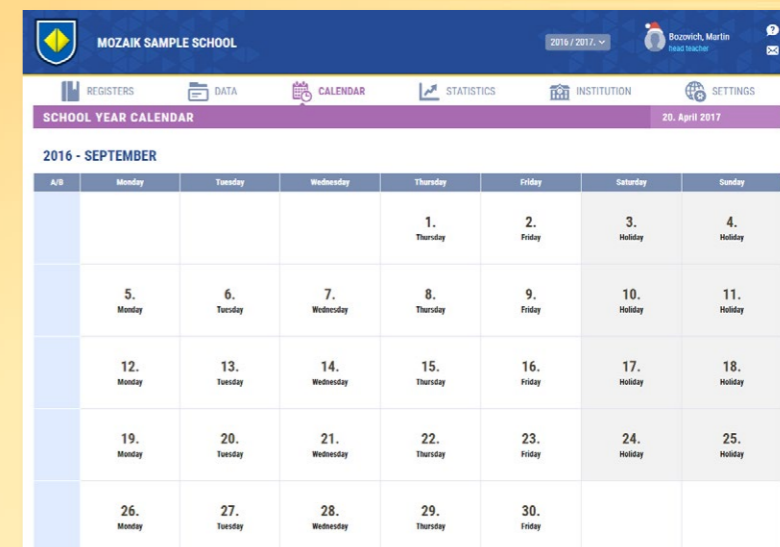 MOZAIK SAMPLE SCHOOL
2016 / 2017.
Bozovich, Martin
head teacher
REGISTERS DATA CALENDAR STATISTICS INSTITUTION SETTINGS
SCHOOL YEAR CALENDAR 20. April 2017
2016 - SEPTEMBER
A/B Monday Tuesday Wednesday Thursday Friday Saturday Sunday
1. 2. 3. 4.
Thursday Friday Holiday Holiday
5. 6. 7. 8. 9. 10. 11.
Monday Tuesday Wednesday Thursday Friday Holiday Holiday
12. 13. 14. 15. 16. 17. 18.
Monday Tuesday Wednesday Thursday Friday Holiday Holiday
19. 20. 21. 22. 23. 24. 25.
Monday Tuesday Wednesday Thursday Friday Holiday Holiday
26. 27. 28. 29. 30.
Monday Tuesday Wednesday Thursday Friday